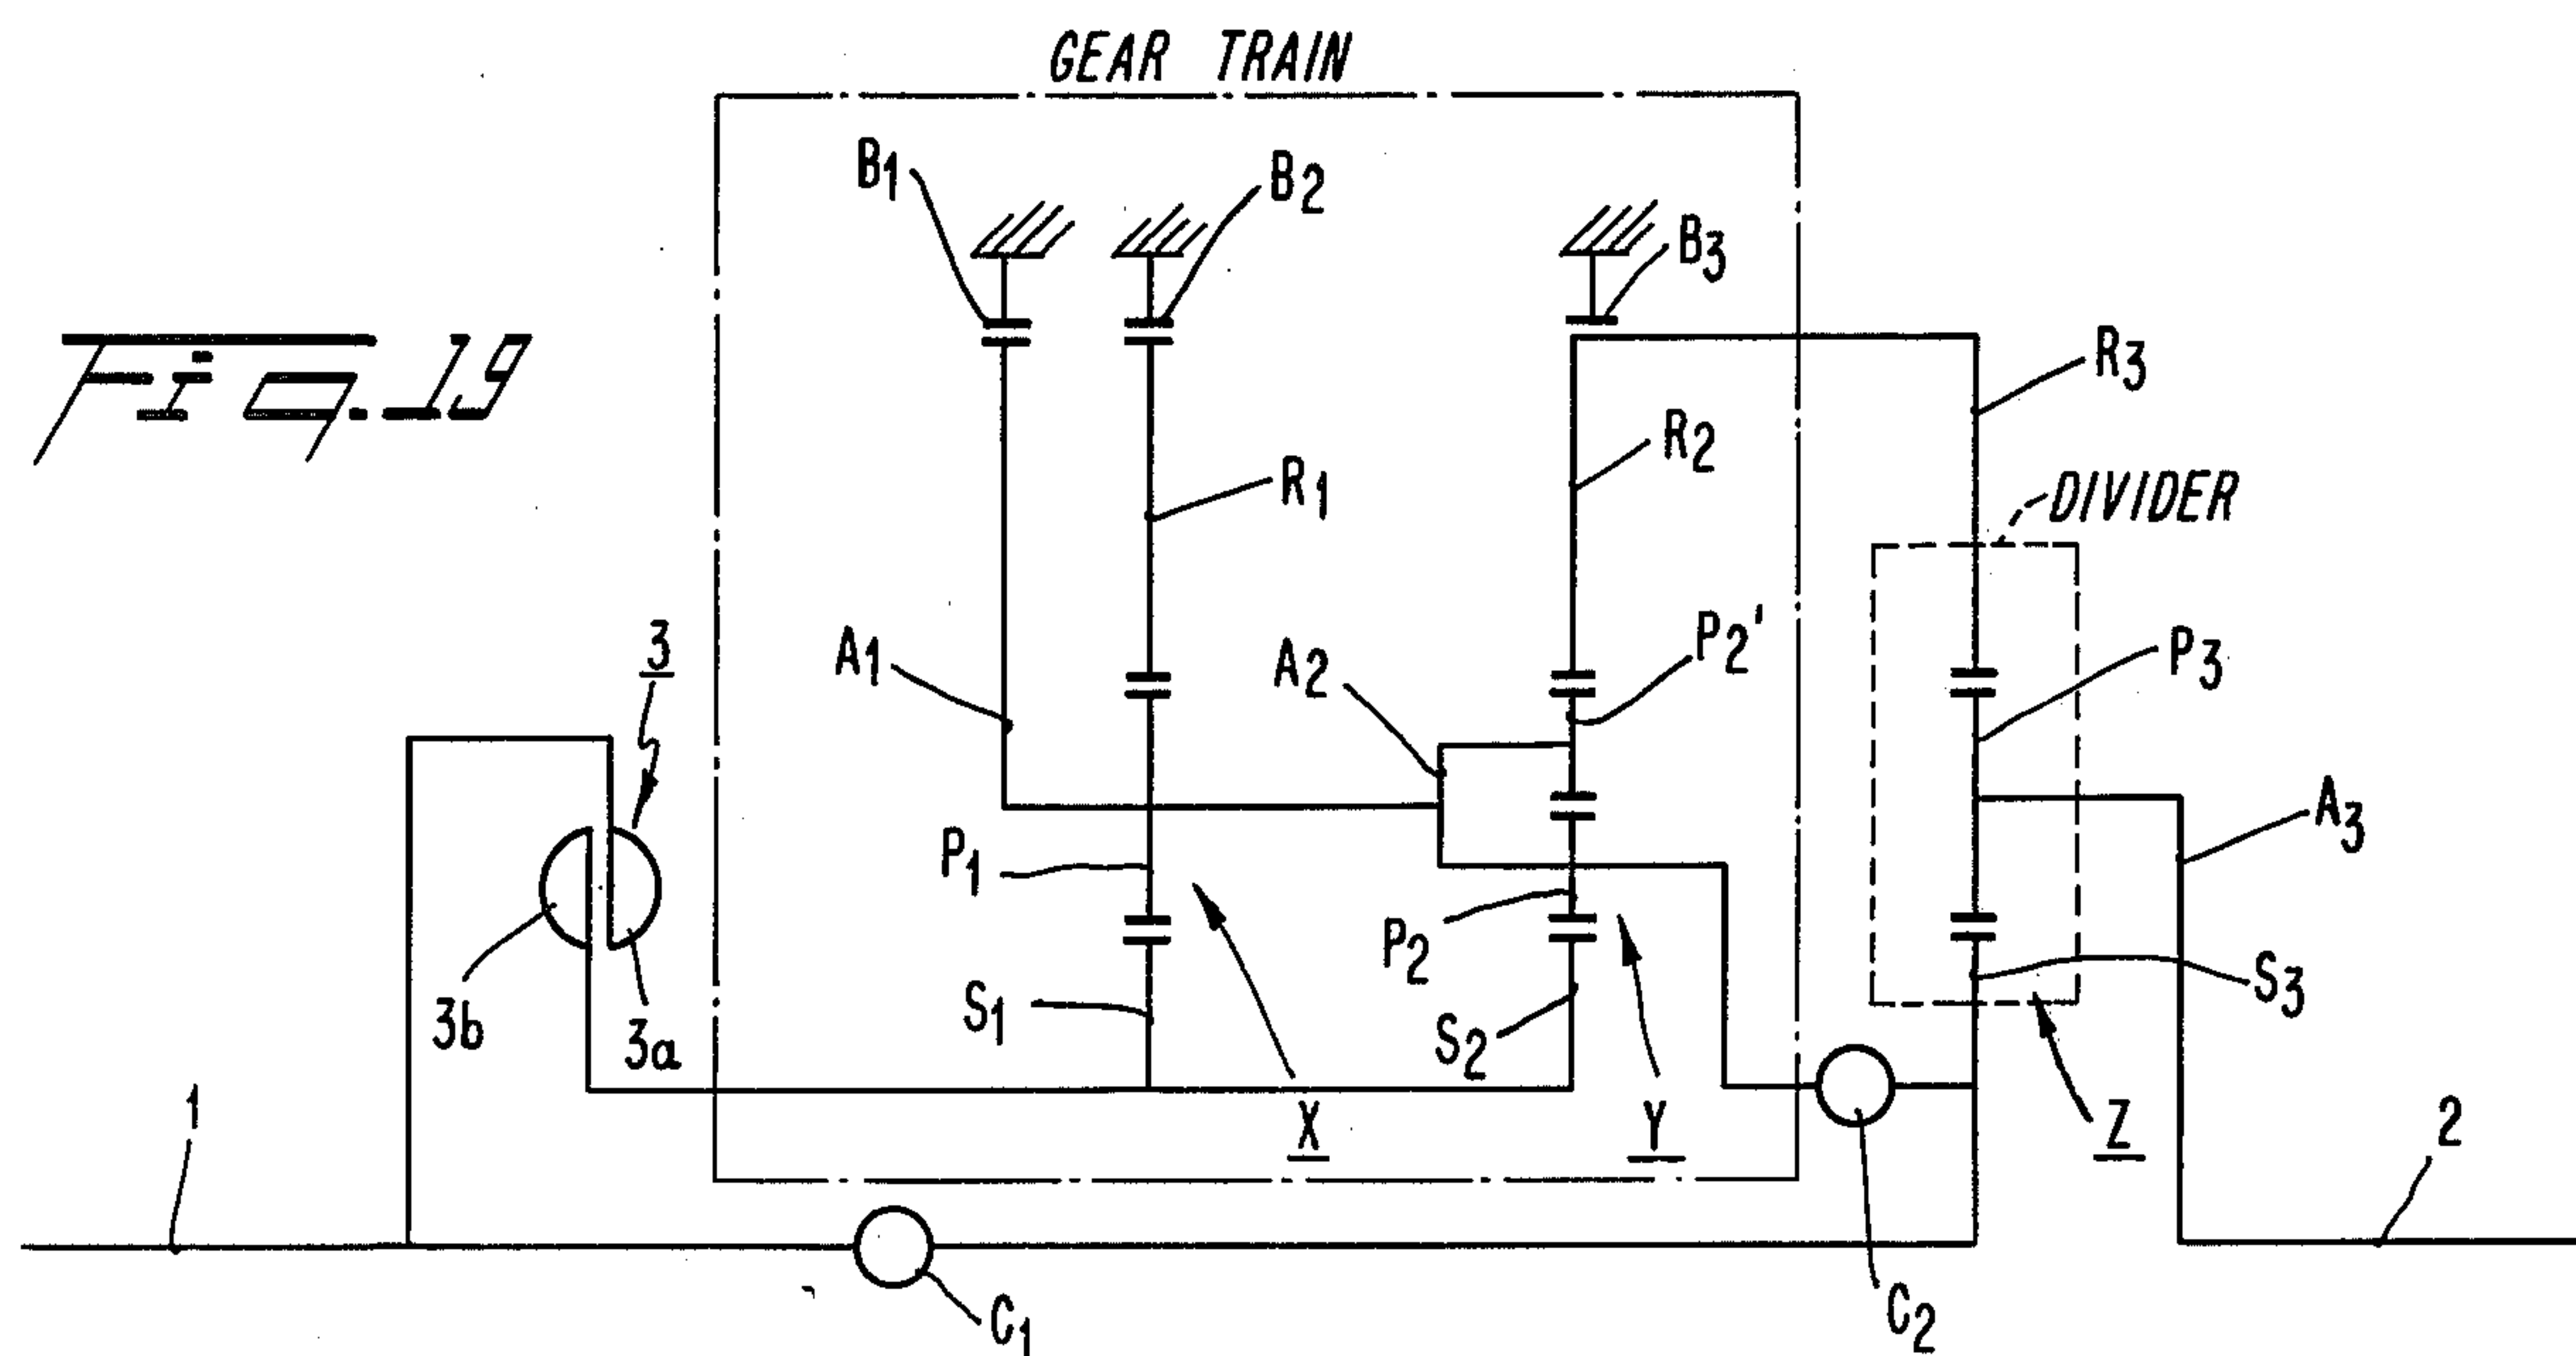 GEAR TRAIN
B1
B2
B3
Fig. 19
R3
R2
R1
DIVIDER
3
A1
A2
P2'
P3
P1
A3
3b
3a
S1
P2
S2
S3
1
X
Y
Z
2
C1
C2